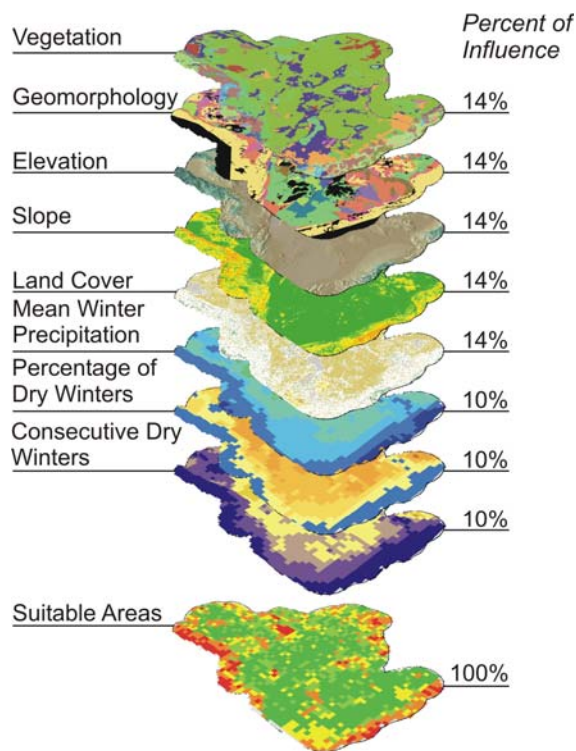 Percent of
Influence
Vegetation
14%
Geomorphology
14%
Elevation
14%
Slope
14%
Land Cover
14%
Mean Winter
Precipitation
10%
Percentage of
Dry Winters
10%
Consecutive Dry
Winters
10%
Suitable Areas
100%